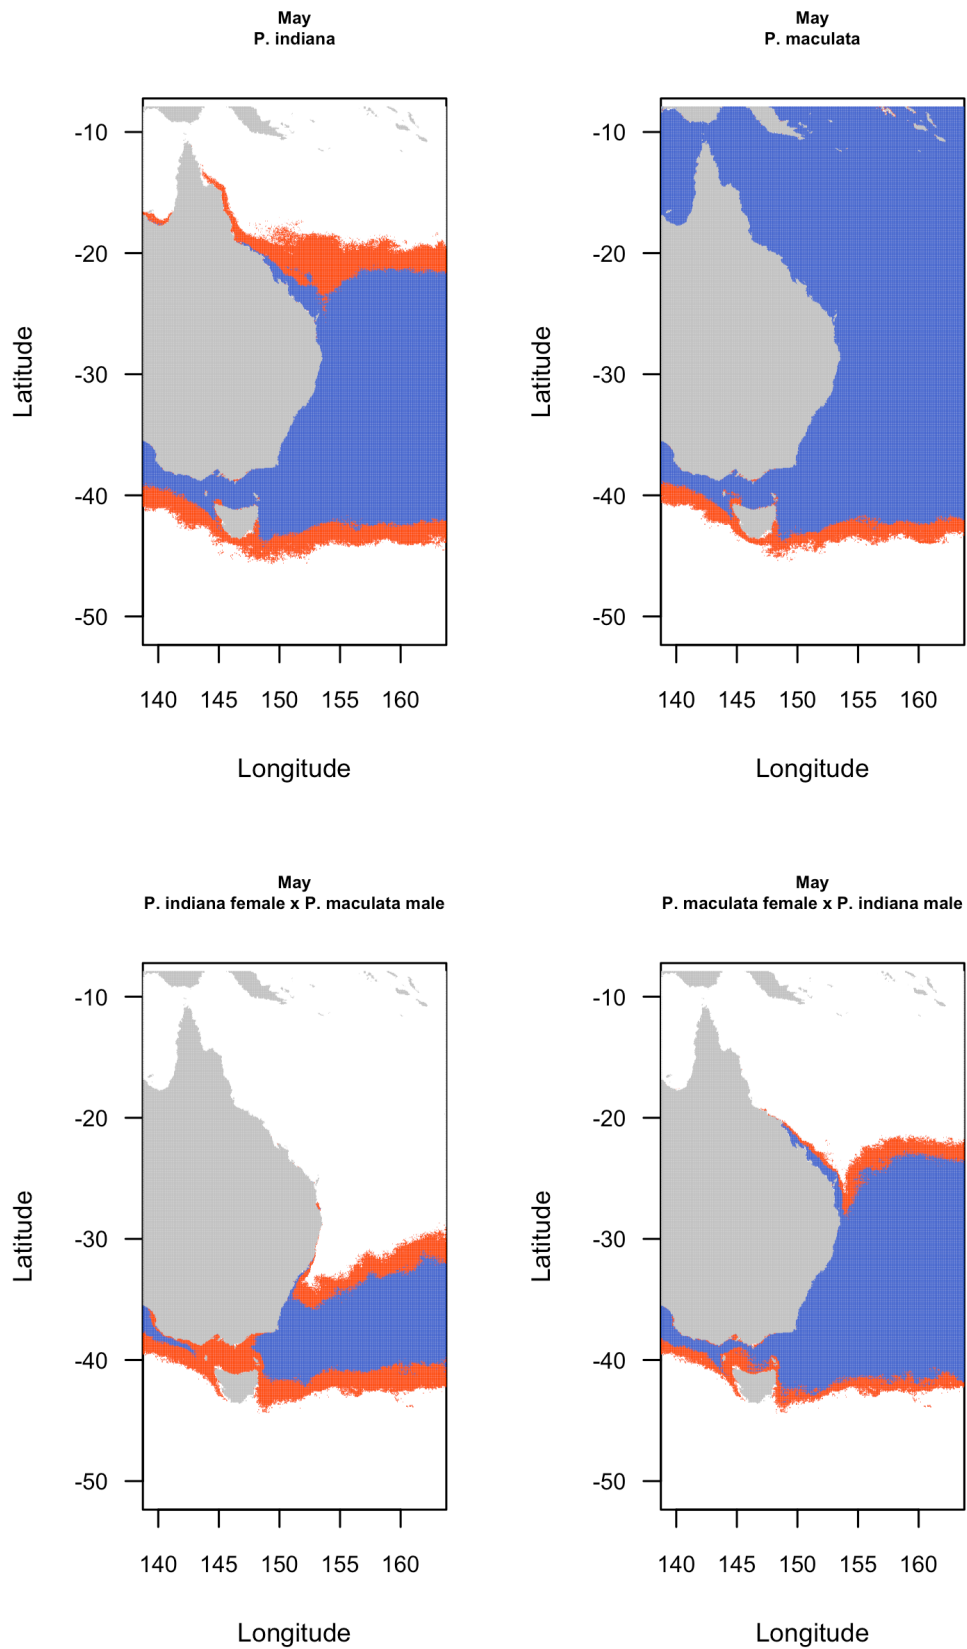 May
P. indiana
-10
-20
-30
-40
-50
Latitude
140 145 150 155 160
Longitude
May
P. maculata
-10
-20
-30
-40
-50
Latitude
140 145 150 155 160
Longitude
May
P. indiana female x P. maculata male
-10
-20
-30
-40
-50
Latitude
140 145 150 155 160
Longitude
May
P. maculata female x P. indiana male
-10
-20
-30
-40
-50
Latitude
140 145 150 155 160
Longitude